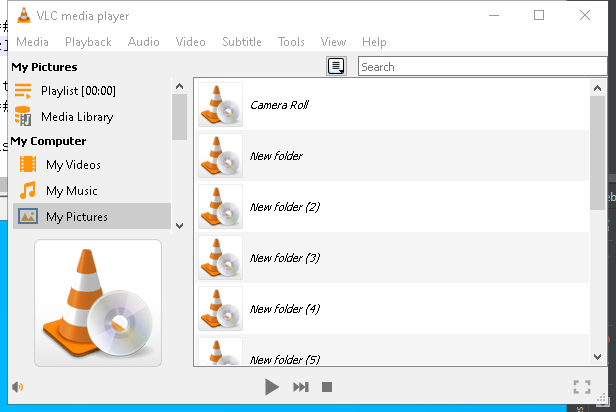 VLC media player
Media Playback Audio Video Subtitle Tools View Help
My Pictures
Search
Playlist [00:00]
Media Library
My Computer
My Videos
My Music
My Pictures
Camera Roll
New folder
New folder (2)
New folder (3)
New folder (4)
New folder (5)